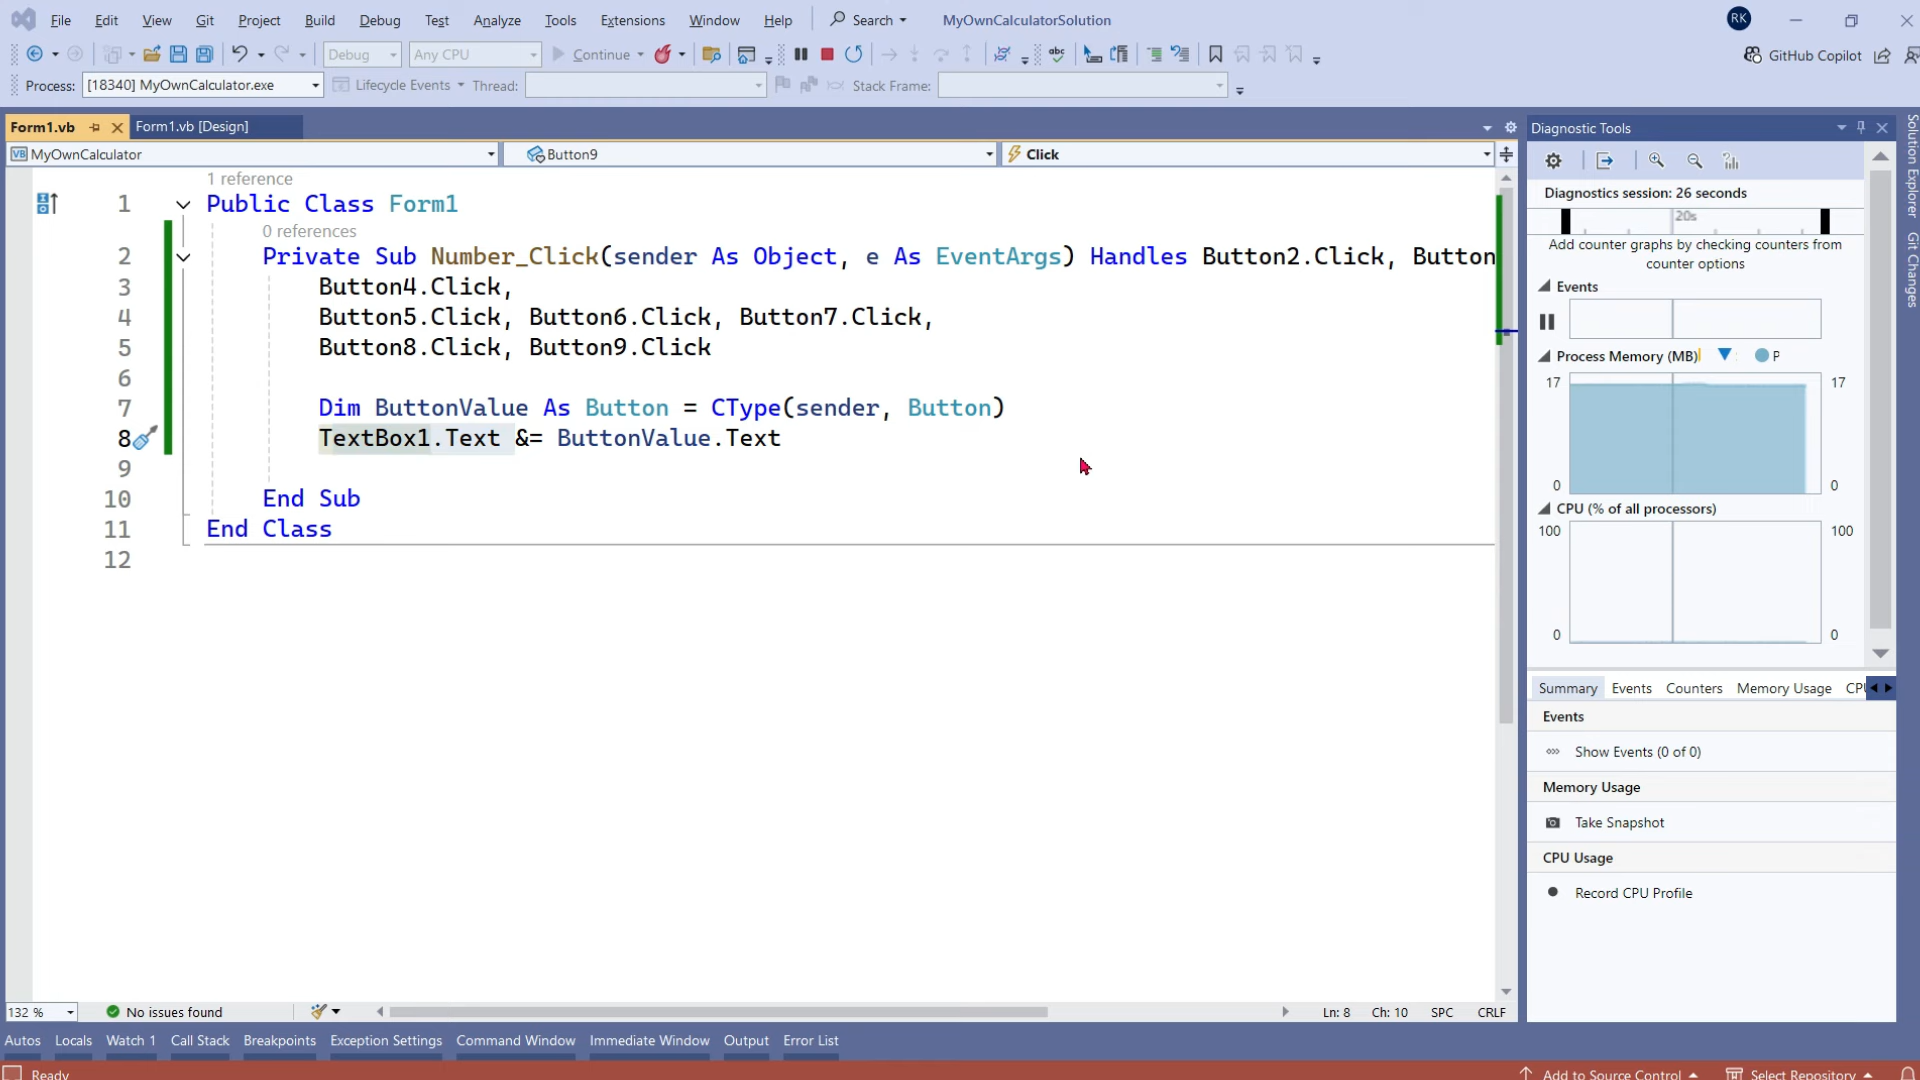 File Edit View Git Project Build Debug Test Analyze Tools Extensions Window Help Search MyOwnCalculatorSolution RK
Debug Any CPU Continue GitHub Copilot
Process: [18340] MyOwnCalculator.exe Lifecycle Events Thread: Stack Frame:
Form1.vb Form1.vb [Design]
MyOwnCalculator Button9 Click
1 reference
1 Public Class Form1
0 references
2 Private Sub Number_Click(sender As Object, e As EventArgs) Handles Button2.Click, Button
3 Button4.Click,
4 Button5.Click, Button6.Click, Button7.Click,
5 Button8.Click, Button9.Click
6
7 Dim ButtonValue As Button = CType(sender, Button)
8 TextBox1.Text &= ButtonValue.Text
9
10 End Sub
11 End Class
12
132 % No issues found Ln: 8 Ch: 10 SPC CRLF
Diagnostic Tools
Diagnostics session: 26 seconds
20s
Add counter graphs by checking counters from
counter options
Events
Process Memory (MB) P
17 17
0 0
CPU (% of all processors)
100 100
0 0
Summary Events Counters Memory Usage
Events
Show Events (0 of 0)
Memory Usage
Take Snapshot
CPU Usage
Record CPU Profile
Solution Explorer
Git Changes
Autos Locals Watch 1 Call Stack Breakpoints Exception Settings Command Window Immediate Window Output Error List
Ready Add to Source Control Select Repository